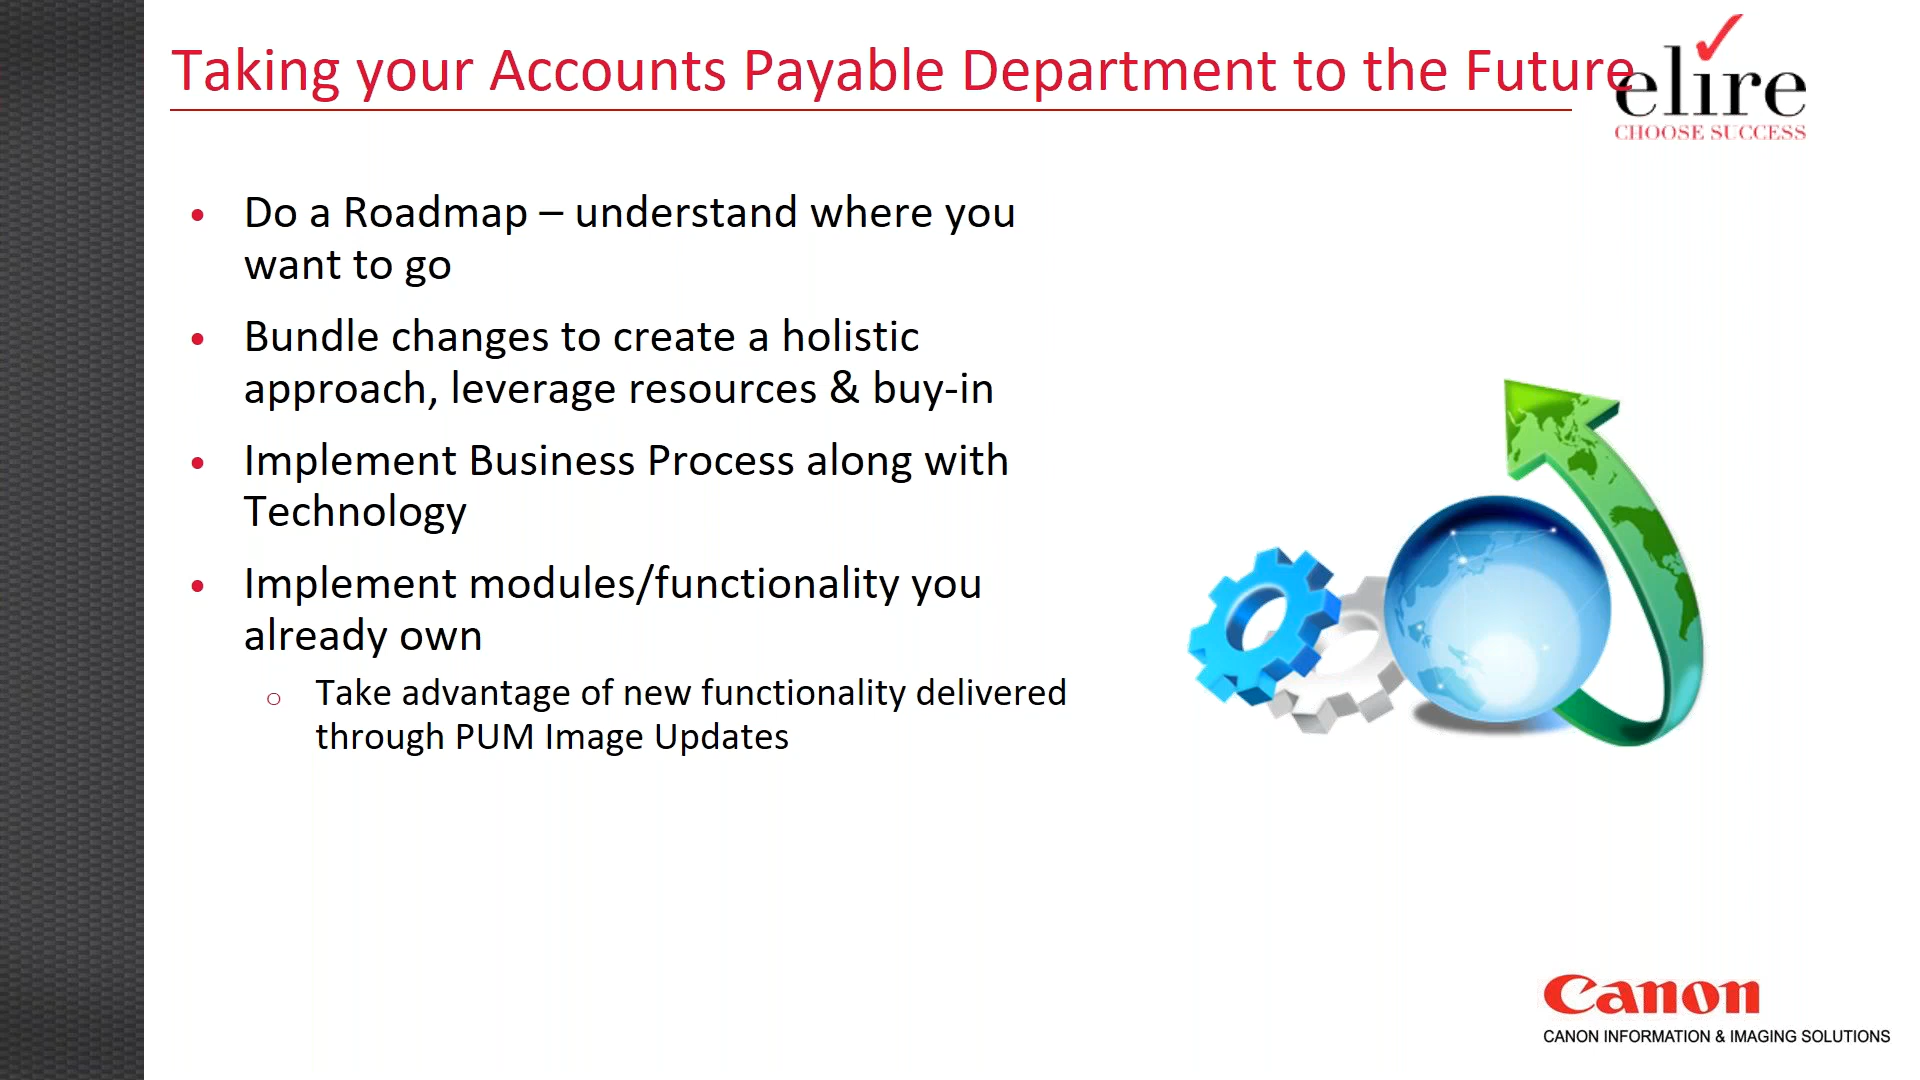 Taking your Accounts Payable Department to the Future
elire
CHOOSE SUCCESS
• Do a Roadmap – understand where you
want to go
• Bundle changes to create a holistic
approach, leverage resources & buy-in
• Implement Business Process along with
Technology
• Implement modules/functionality you
already own
o Take advantage of new functionality delivered
through PUM Image Updates
Canon
CANON INFORMATION & IMAGING SOLUTIONS